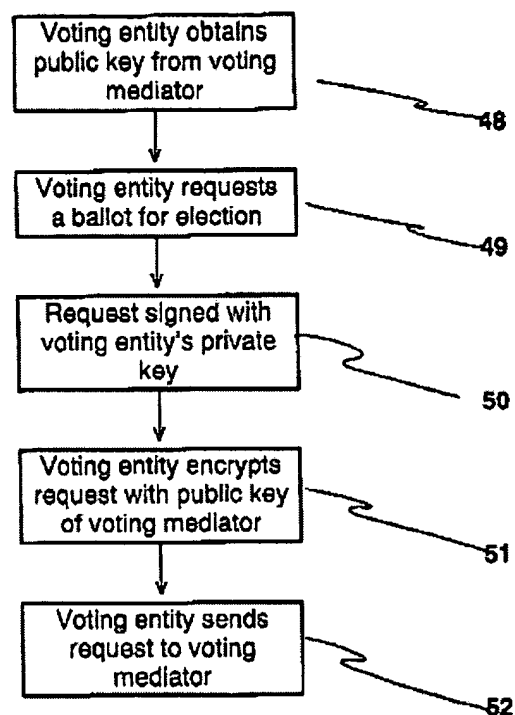 Voting entity obtains
public key from voting
mediator
48
Voting entity requests
a ballot for election
49
Request signed with
voting entity's private
key
50
Voting entity encrypts
request with public key
of voting mediator
51
Voting entity sends
request to voting
mediator
52